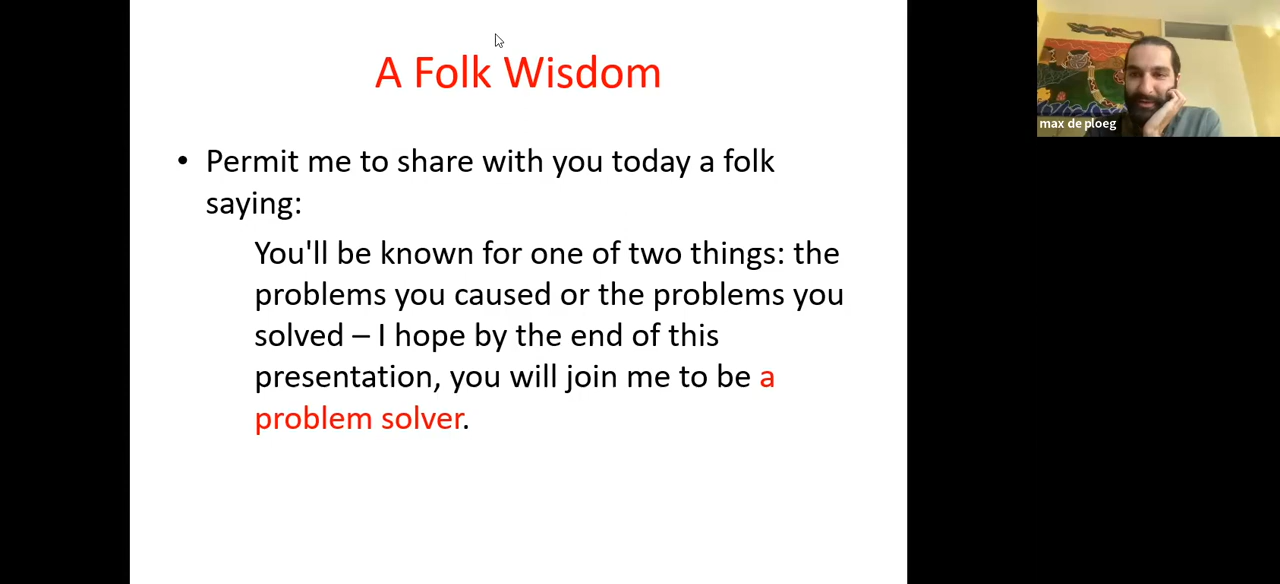 A Folk Wisdom
• Permit me to share with you today a folk
saying:
You'll be known for one of two things: the
problems you caused or the problems you
solved – I hope by the end of this
presentation, you will join me to be a
problem solver.
max de ploeg